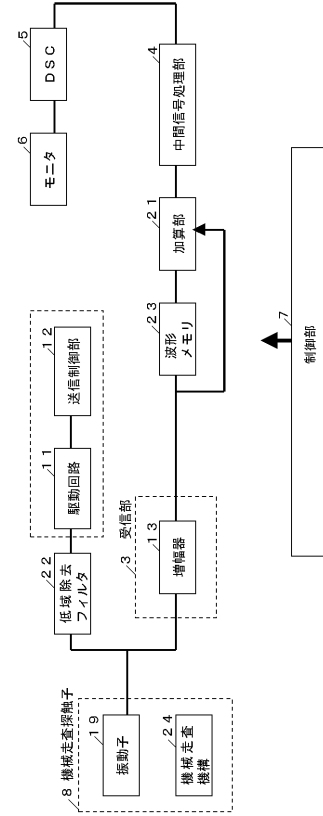 8 機械走査探触子
19
振動子
24
機械走査
機構
22
低域除去
フィルタ
11
駆動回路
12
送信制御部
3
受信部
13
増幅器
23
波形
メモリ
21
加算部
4
中間信号処理部
5
DSC
6
モニタ
7
制御部